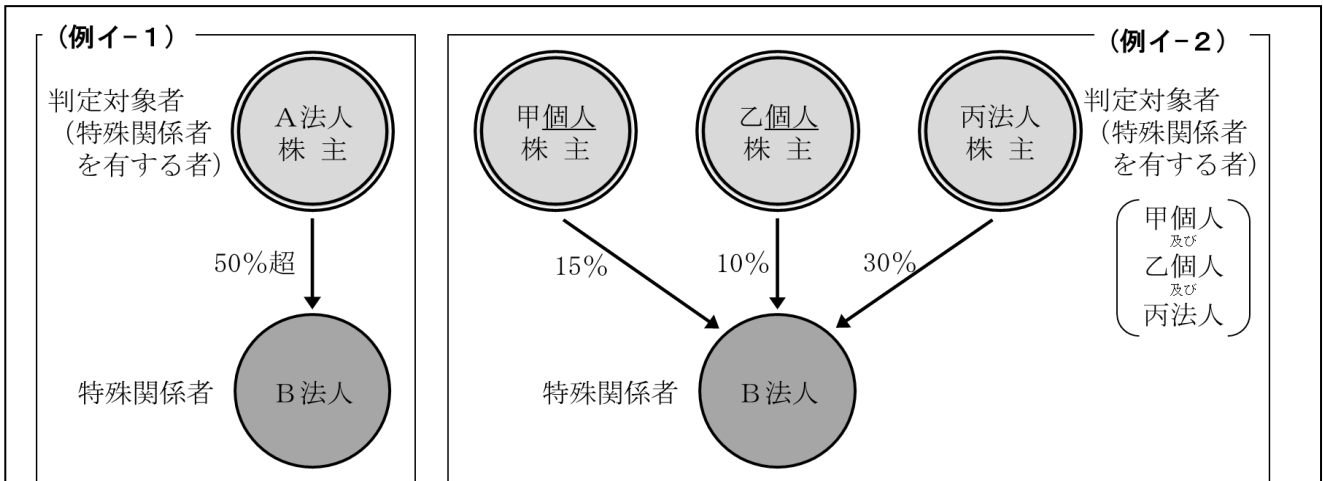 (例イ-1)
判定対象者
（特殊関係者
を有する者）
Ａ法人
株 主
50%超
特殊関係者
Ｂ法人
(例イ-2)
甲個人
株 主
乙個人
株 主
丙法人
株 主
判定対象者
（特殊関係者
を有する者）
甲個人
及び
乙個人
及び
丙法人
15%
10%
30%
特殊関係者
Ｂ法人